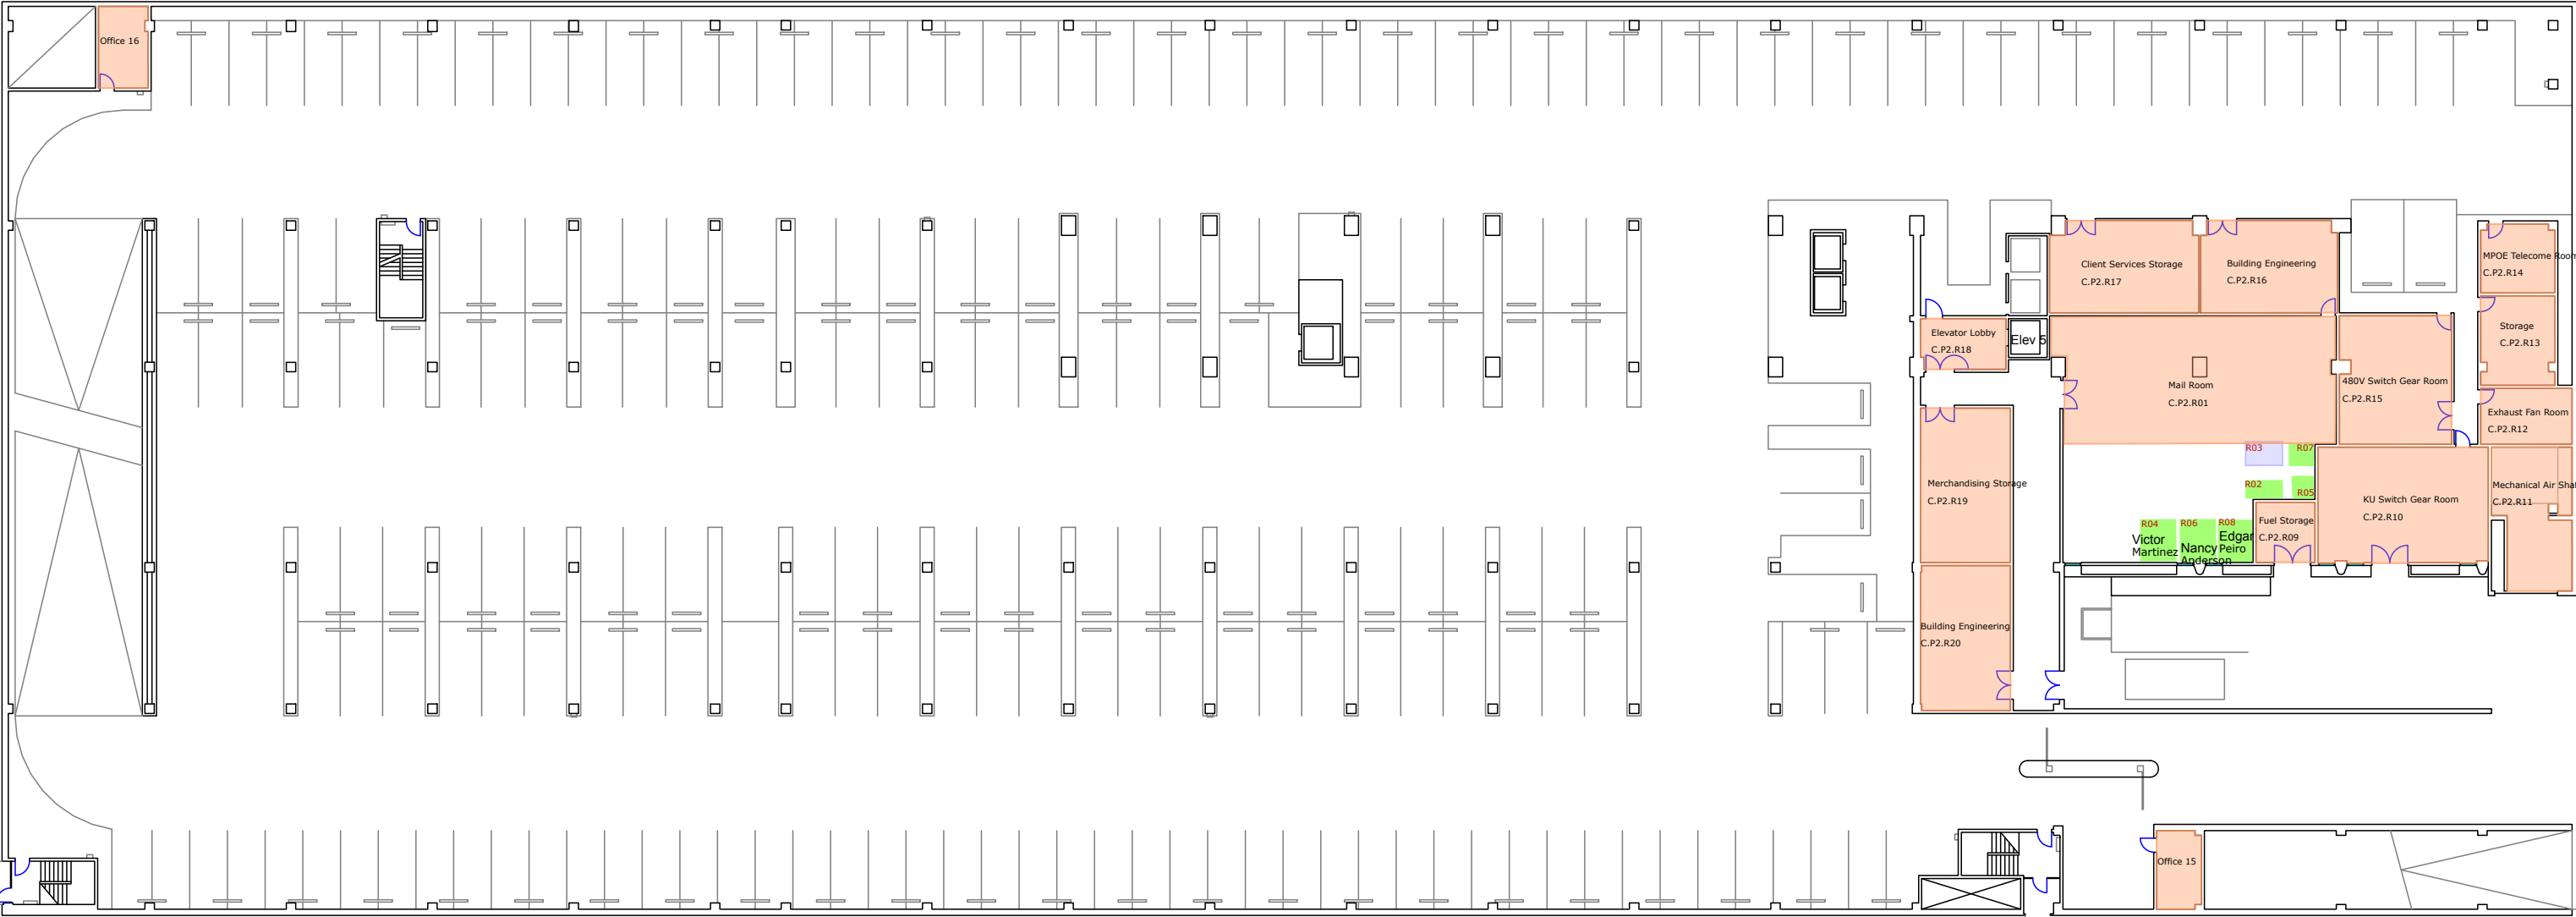 Office 16
Client Services Storage
C.P2.R17
Building Engineering
C.P2.R16
MPOE Telecome Room
C.P2.R14
Elevator Lobby
C.P2.R18
Elev 5
Storage
C.P2.R13
Mail Room
C.P2.R01
480V Switch Gear Room
C.P2.R15
Exhaust Fan Room
C.P2.R12
R03
R07
R02
R05
Merchandising Storage
C.P2.R19
KU Switch Gear Room
C.P2.R10
Mechanical Air Shaf
C.P2.R11
R04
Victor
Martinez
R06
Nancy
Anderson
R08
Edgar
Peiro
Fuel Storage
C.P2.R09
Building Engineering
C.P2.R20
Office 15